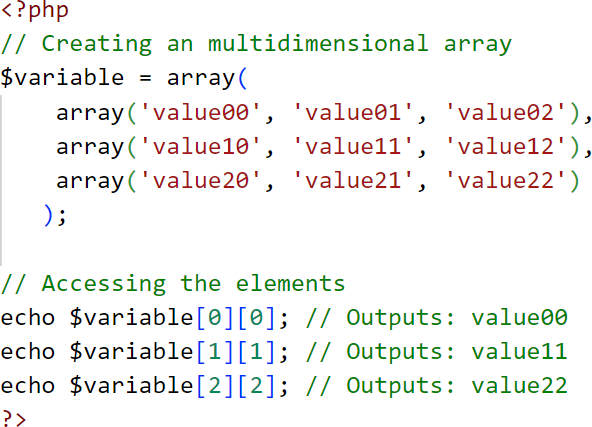 <?php
// Creating an multidimensional array
$variable = array(
    array('value00', 'value01', 'value02'),
    array('value10', 'value11', 'value12'),
    array('value20', 'value21', 'value22')
   );
// Accessing the elements
echo $variable[0][0]; // Outputs: value00
echo $variable[1][1]; // Outputs: value11
echo $variable[2][2]; // Outputs: value22
?>